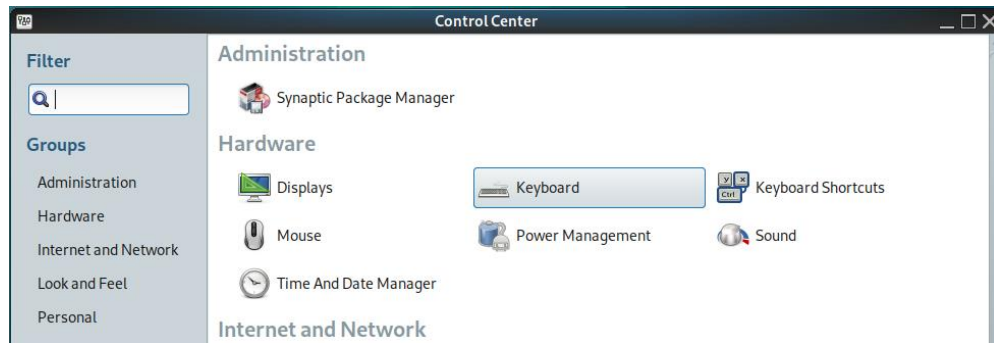 Control Center
Filter
Groups
Administration
Hardware
Internet and Network
Look and Feel
Personal
Administration
Synaptic Package Manager
Hardware
Displays
Keyboard
Keyboard Shortcuts
Mouse
Power Management
Sound
Time And Date Manager
Internet and Network